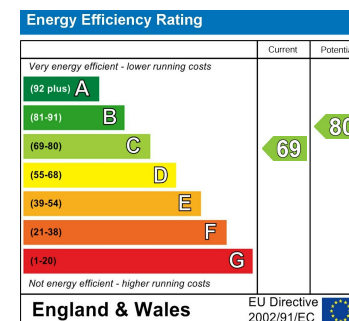 Energy Efficiency Rating
Current
Very energy efficient - lower running costs
(92 plus) A
(81-91) B
80
(69-80) C
69
(55-68) D
(39-54) E
(21-38) F
(1-20) G
Not energy efficient - higher running costs
England & Wales
EU Directive
2002/91/EC